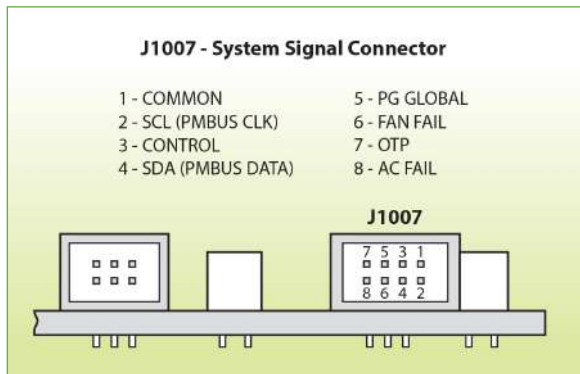 J1007 - System Signal Connector
1 - COMMON
2 - SCL (PMBUS CLK)
3 - CONTROL
4 - SDA (PMBUS DATA)
5 - PG GLOBAL
6 - FAN FAIL
7 - OTP
8 - AC FAIL
J1007
7 5 3 1
8 6 4 2